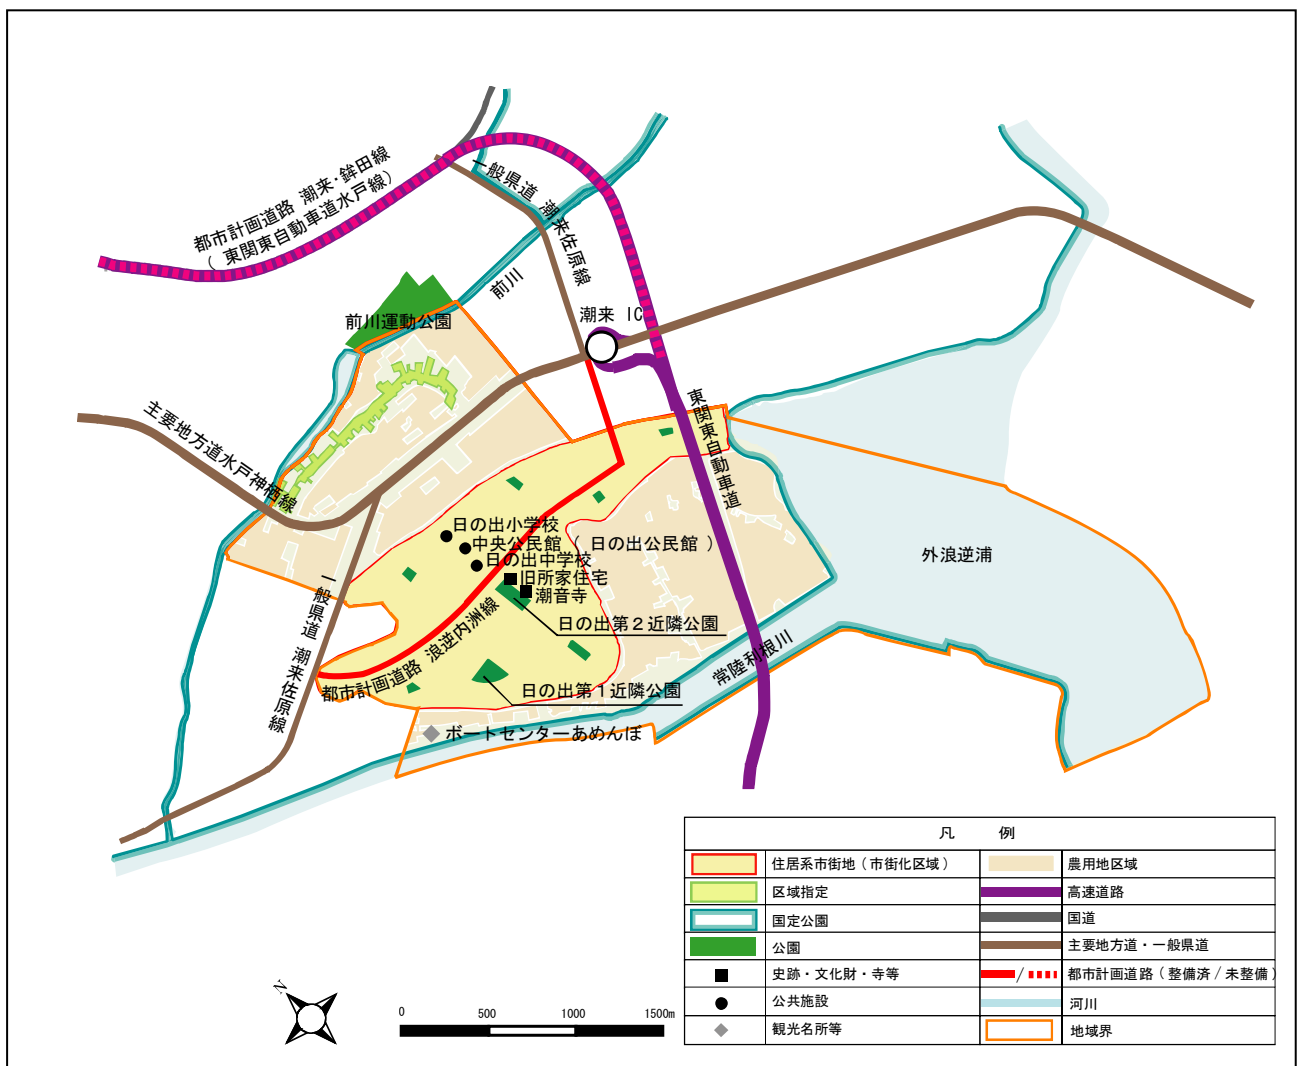 都市計画道路 潮来・鉾田線
（ 東関東自動車道水戸線）
一般県道 潮来佐原線
前川
潮来 IC
前川運動公園
主要地方道水戸神栖線
東関東自動車道
日の出小学校
中央公民館（ 日の出公民館 ）
日の出中学校
旧所家住宅
潮音寺
外浪逆浦
一般県道 潮来佐原線
都市計画道路 浪逆内洲線
日の出第２近隣公園
常陸利根川
日の出第１近隣公園
ボートセンターあめんぼ
凡 例
住居系市街地（市街化区域）
農用地区域
区域指定
高速道路
国定公園
国道
公園
主要地方道・一般県道
史跡・文化財・寺等
/
都市計画道路（整備済/未整備）
公共施設
河川
観光名所等
地域界
N
0 500 1000 1500m